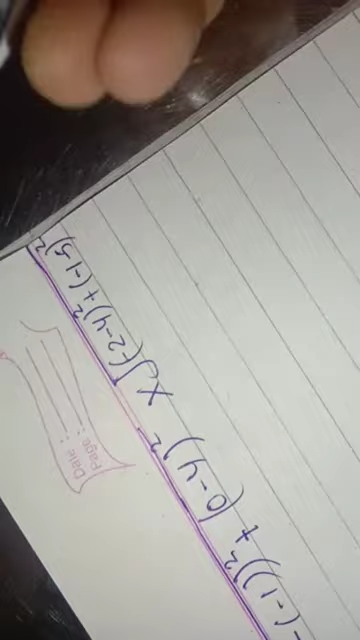 -(-1))² + (0-4)² × √(-2-4)² + (-1-5)²
Page :
Date :